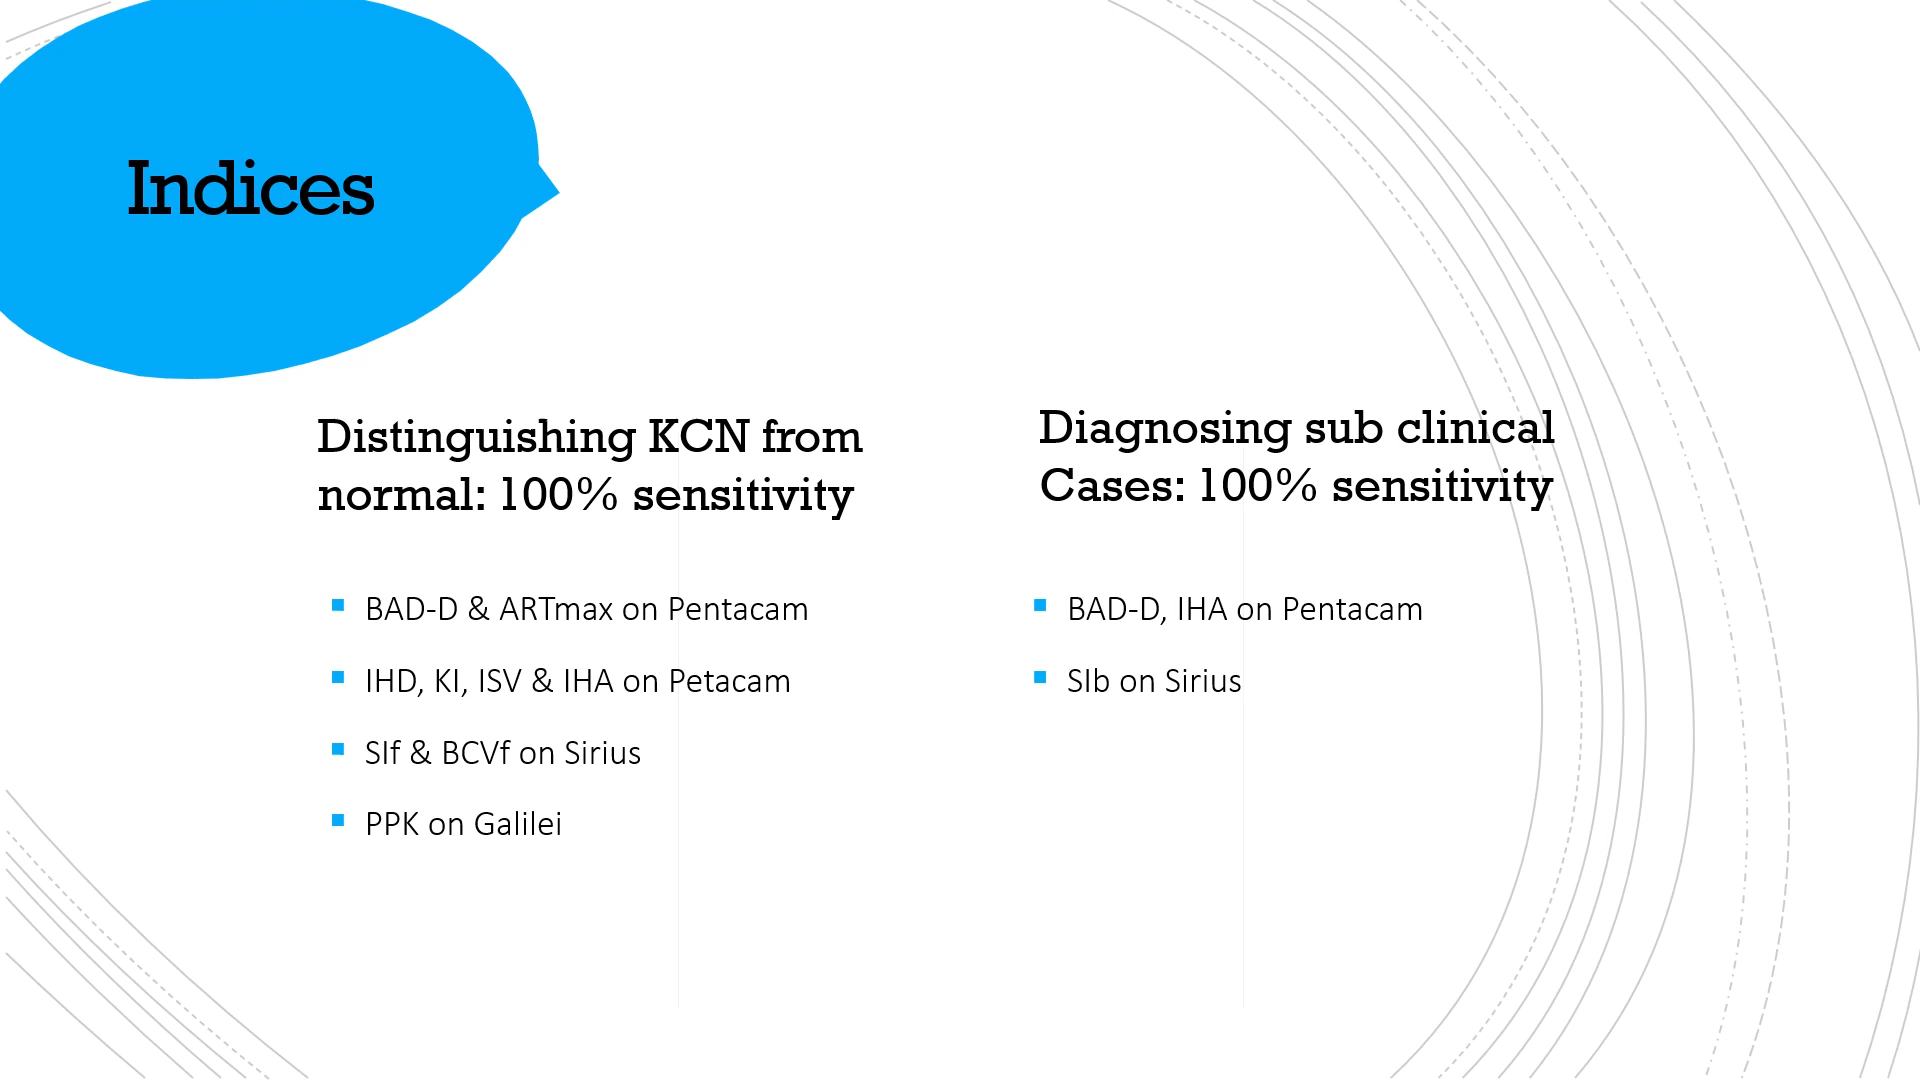 Indices
Distinguishing KCN from
normal: 100% sensitivity
BAD-D & ARTmax on Pentacam
IHD, KI, ISV & IHA on Petacam
SIf & BCVf on Sirius
PPK on Galilei
Diagnosing sub clinical
Cases: 100% sensitivity
BAD-D, IHA on Pentacam
SIb on Sirius